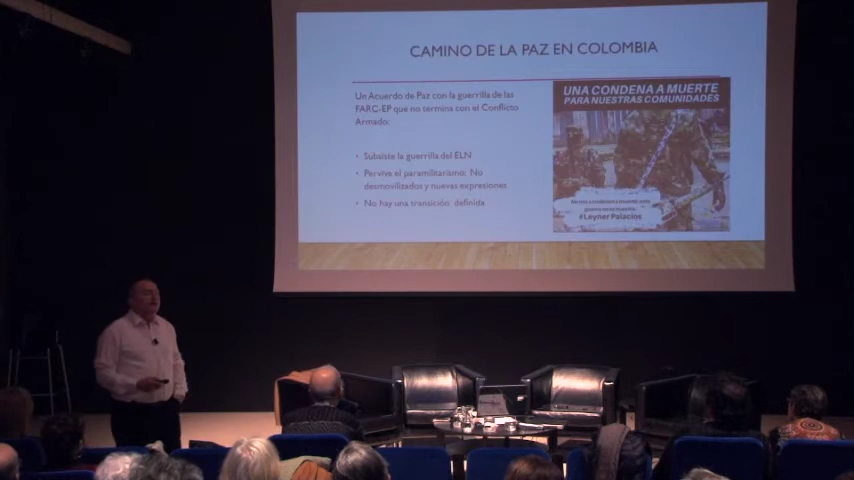 CAMINO DE LA PAZ EN COLOMBIA
Un Acuerdo de Paz con la guerrilla de las
FARC-EP que no termina con el Conflicto
Armado:
• Subsiste la guerrilla del ELN
• Pervive el paramilitarismo: No
desmovilizados y nuevas expresiones
• No hay una transición: definida
UNA CONDENA A MUERTE
PARA NUESTRAS COMUNIDADES
#Leyner Palacios